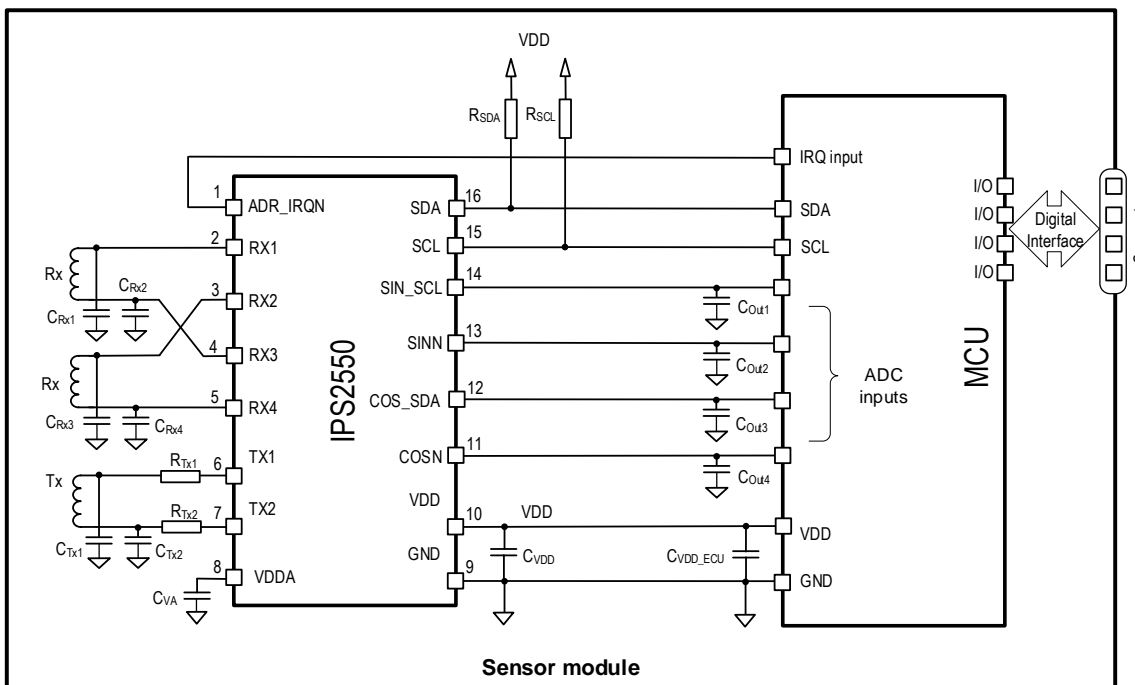 VDD
RSDA
RSCL
IRQ input
1
ADR_IRQN
SDA
16
SDA
2
RX1
SCL
15
SCL
Rx
CRx1
CRx2
3
RX2
SIN_SCL
14
COut1
4
RX3
SINN
13
COut2
Rx
CRx3
CRx4
5
RX4
COS_SDA
12
COut3
IPS2550
ADC
inputs
MCU
I/O
I/O
I/O
I/O
Digital
Interface
TX1
6
RTx1
COSN
11
COut4
Tx
CTx1
CTx2
RTx2
7
TX2
VDD
10
VDD
CVDD
CVDD_ECU
VDD
8
VDDA
CVA
GND
9
GND
Sensor module